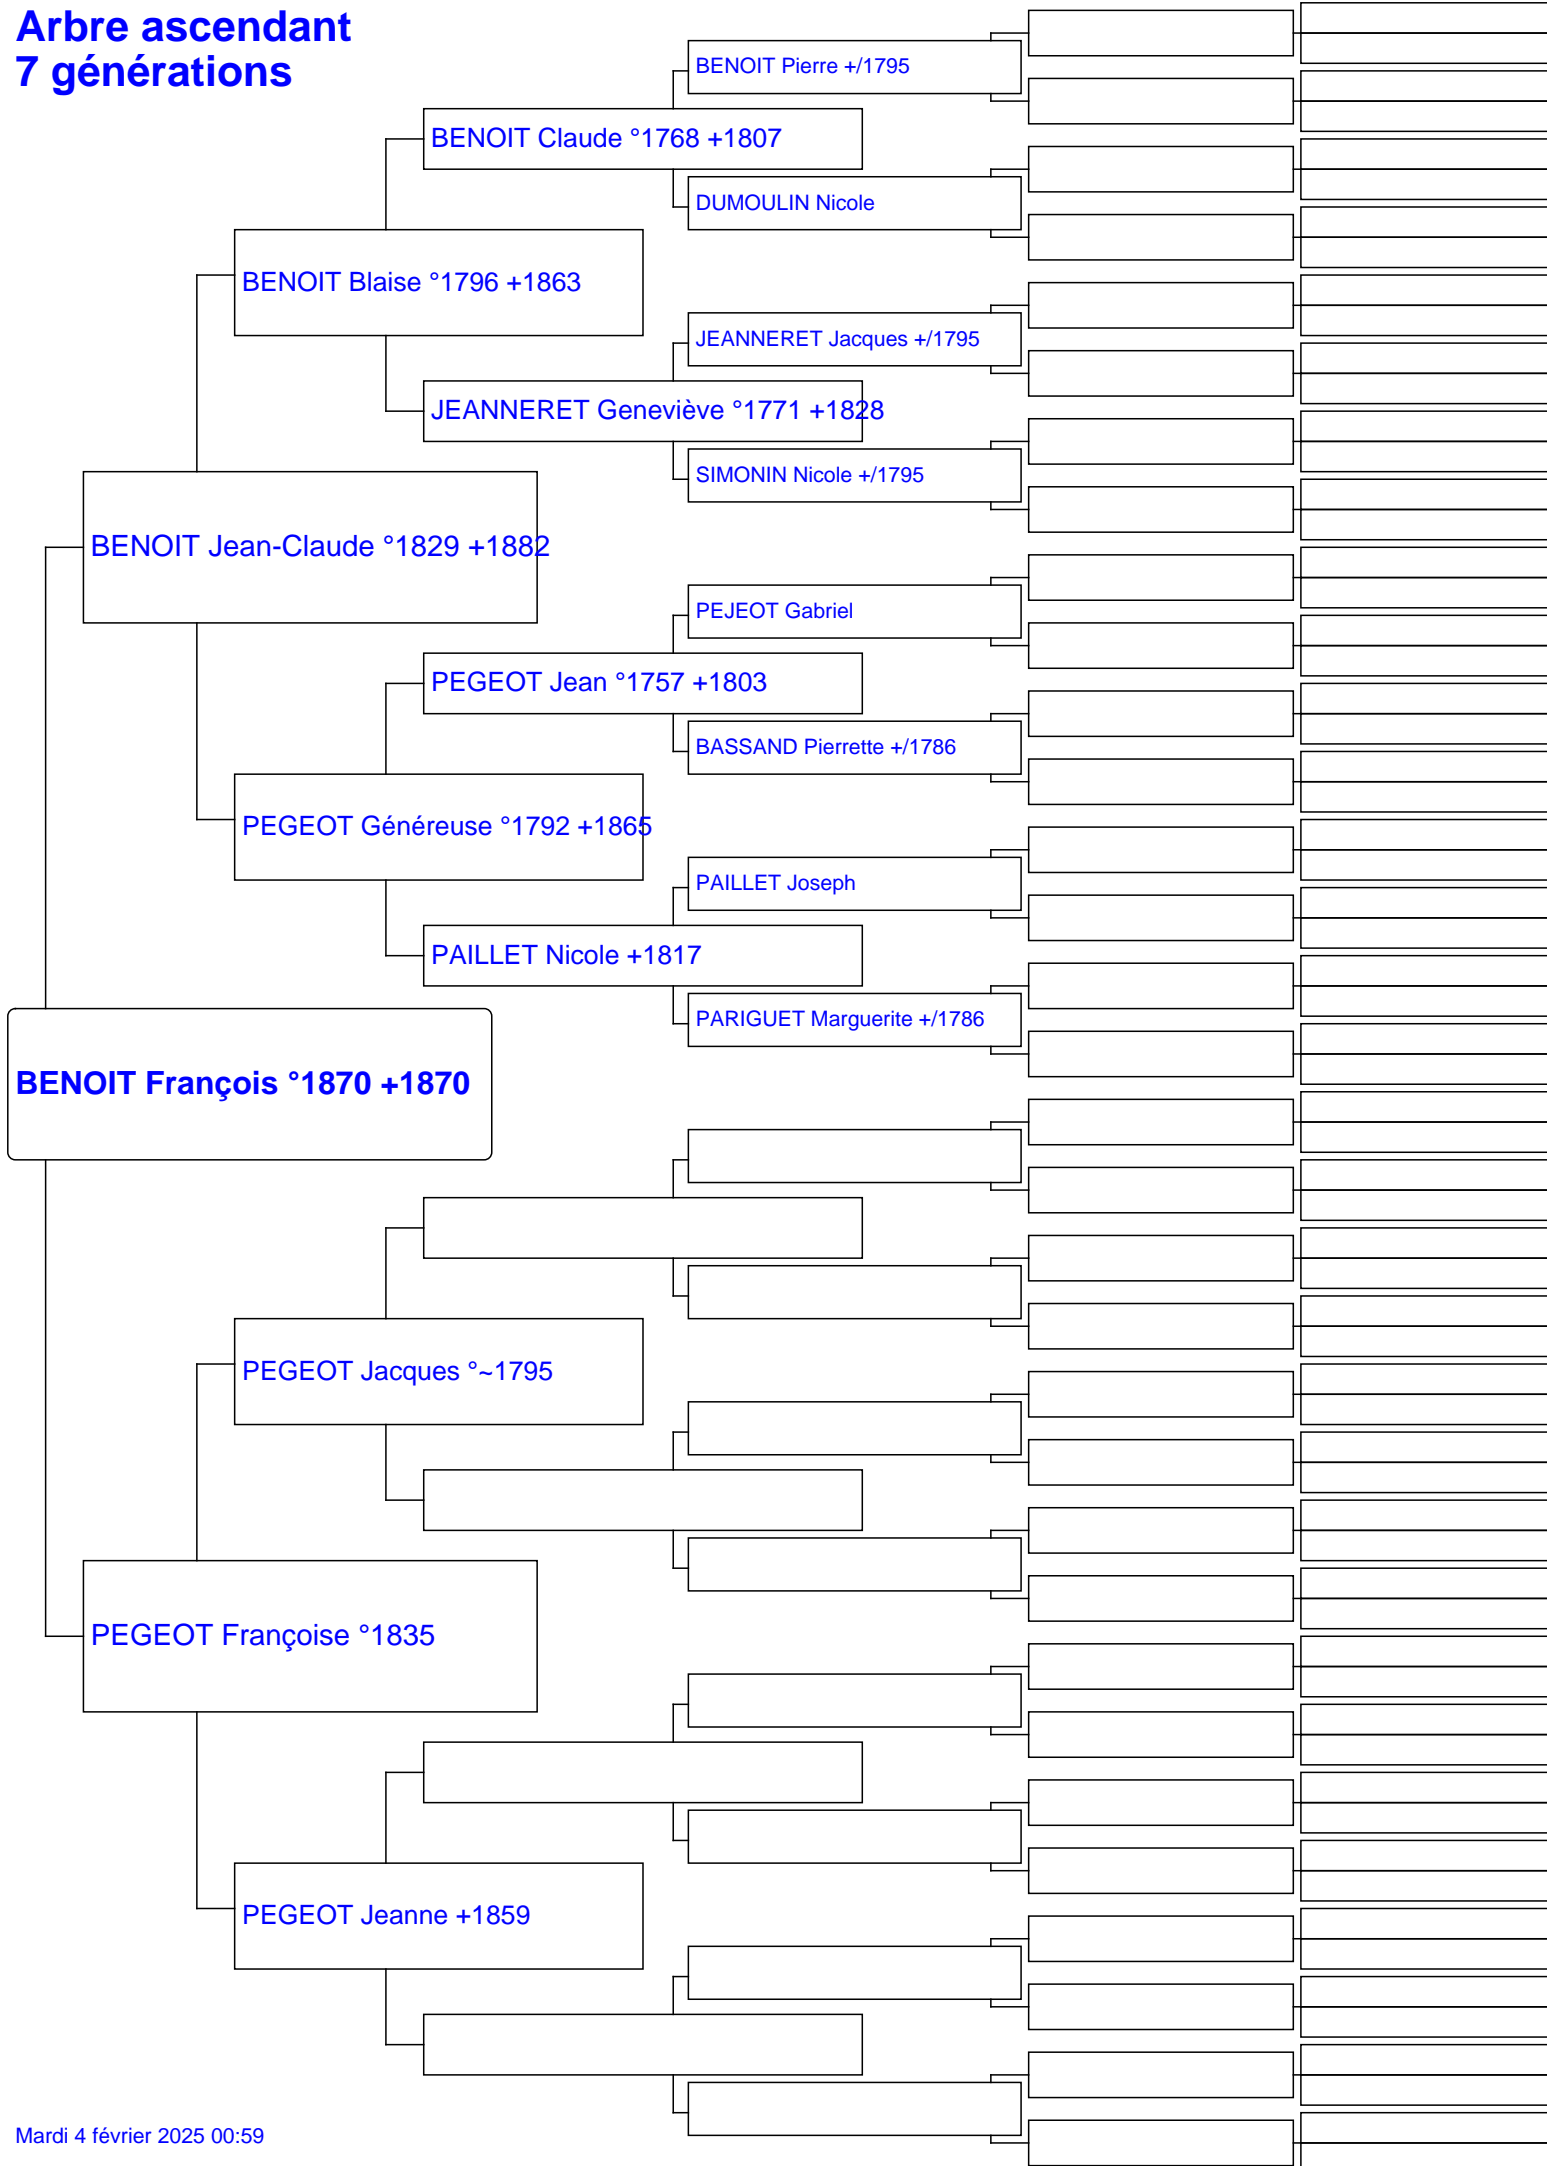 Arbre ascendant
7 générations
BENOIT Pierre +/1795
BENOIT Claude °1768 +1807
DUMOULIN Nicole
BENOIT Blaise °1796 +1863
JEANNERET Jacques +/1795
JEANNERET Geneviève °1771 +1828
SIMONIN Nicole +/1795
BENOIT Jean-Claude °1829 +1882
PEJEOT Gabriel
PEGEOT Jean °1757 +1803
BASSAND Pierrette +/1786
PEGEOT Généreuse °1792 +1865
PAILLET Joseph
PAILLET Nicole +1817
PARIGUET Marguerite +/1786
BENOIT François °1870 +1870
PEGEOT Jacques °~1795
PEGEOT Françoise °1835
PEGEOT Jeanne +1859
Mardi 4 février 2025 00:59